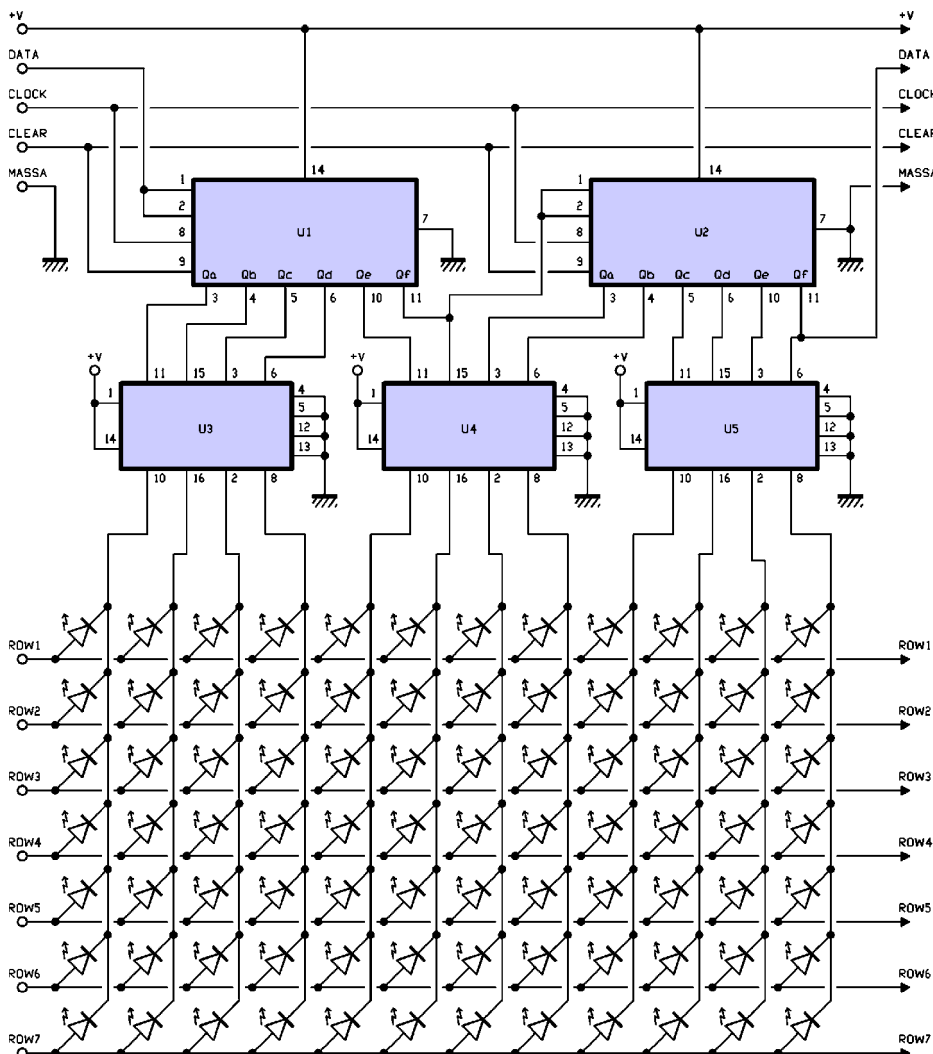 +V +V
DATA DATA
CLOCK CLOCK
CLEAR CLEAR
MASSA 14 14 MASSA
1 1
2 7 2 7
8 U1 8 U2
9 9
Qa Qb Qc Qd Qe Qf Qa Qb Qc Qd Qe Qf
3 4 5 6 10 11 3 4 5 6 10 11
+V +V +V
11 15 3 6 11 15 3 6 11 15 3 6
1 4 1 4 1 4
5 5 5
U3 12 U4 12 U5 12
14 13 14 13 14 13
10 16 2 8 10 16 2 8 10 16 2 8
ROW1 ROW1
ROW2 ROW2
ROW3 ROW3
ROW4 ROW4
ROW5 ROW5
ROW6 ROW6
ROW7 ROW7